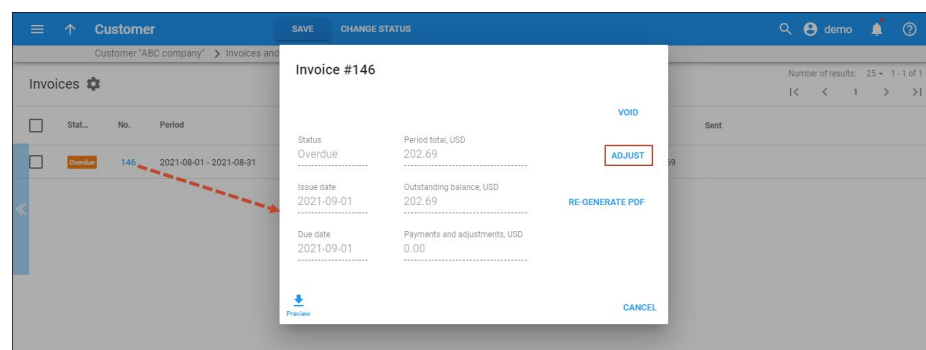 Customer SAVE CHANGE STATUS demo
Customer "ABC company" > Invoices and
Invoices Number of results: 25 1 - 1 of 1
1
Stat... No. Period Sent
Overdue 146 2021-08-01 - 2021-08-31 69
Invoice #146
VOID
Status Period total, USD
Overdue 202.69 ADJUST
Issue date Outstanding balance, USD
2021-09-01 202.69 RE-GENERATE PDF
Due date Payments and adjustments, USD
2021-09-01 0.00
Preview CANCEL